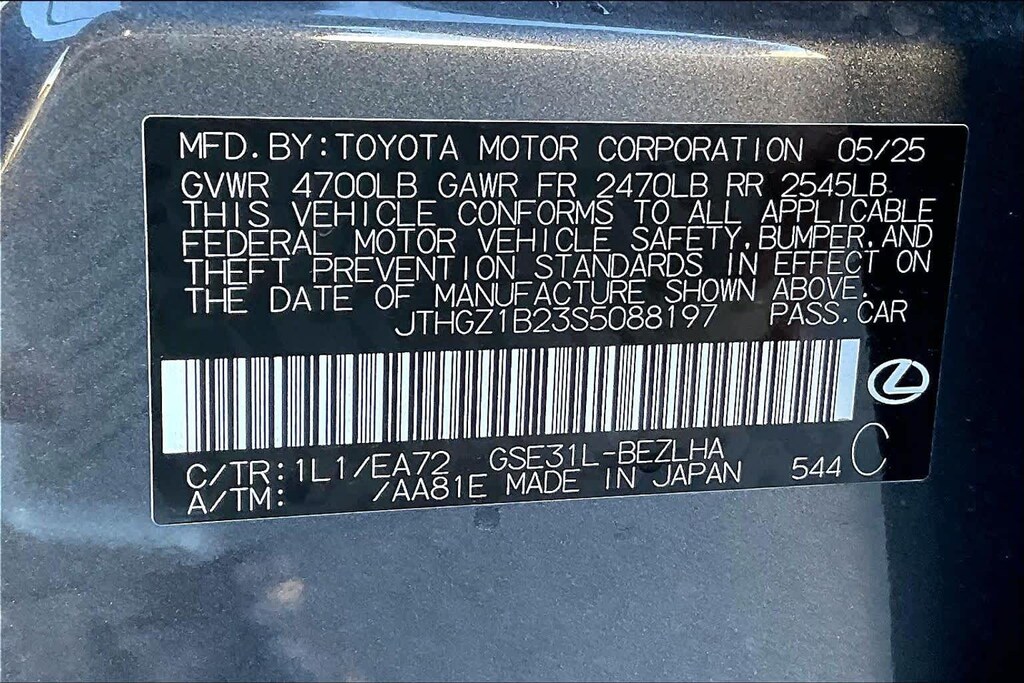 MFD.BY:TOYOTA MOTOR CORPORATION 05/25
GVWR 4700LB GAWR FR 2470LB RR 2545LB
THIS VEHICLE CONFORMS TO ALL APPLICABLE
FEDERAL MOTOR VEHICLE SAFETY,BUMPER,AND
THEFT PREVENTION STANDARDS IN EFFECT ON
THE DATE OF MANUFACTURE SHOWN ABOVE.
JTHGZ1B23S5088197 PASS.CAR
C/TR:1L1/EA72 GSE31L-BEZLHA
A/TM: /AA81E MADE IN JAPAN 544 C